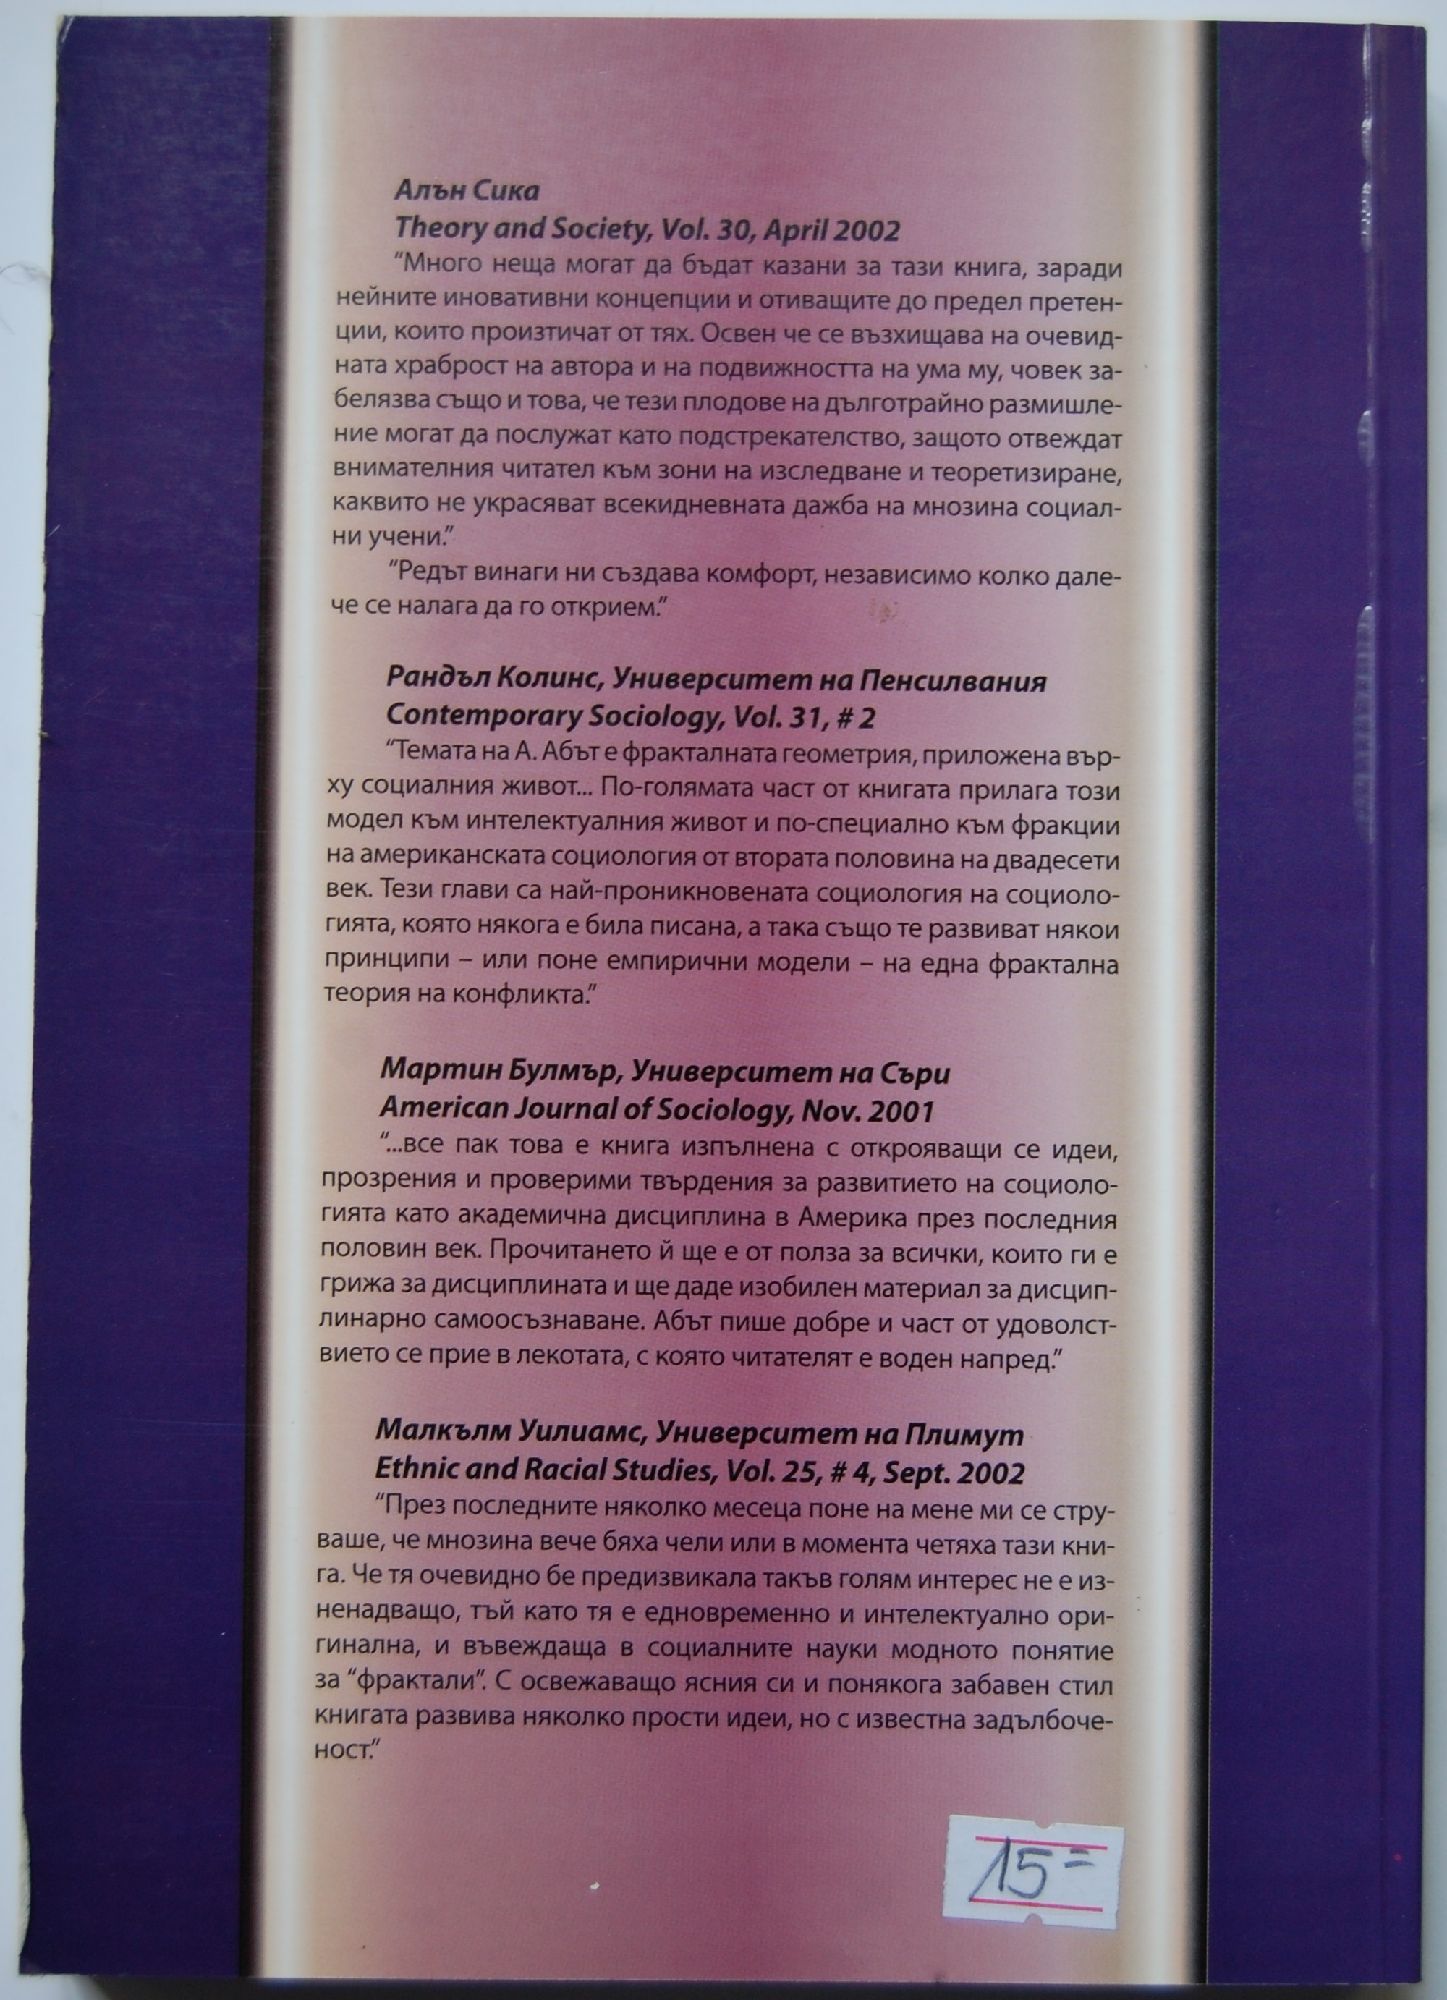 Алън Сика
Theory and Society, Vol. 30, April 2002
“Много неща могат да бъдат казани за тази книга, заради
нейните иновативни концепции и отиващите до предел претен-
ции, които произтичат от тях. Освен че се възхищава на очевид-
ната храброст на автора и на подвижността на ума му, човек за-
белязва също и това, че тези плодове на дълготрайно размишле-
ние могат да послужат като подстрекателство, защото отвеждат
внимателния читател към зони на изследване и теоретизиране,
каквито не украсяват всекидневната дажба на мнозина социал-
ни учени.”
“Редът винаги ни създава комфорт, независимо колко дале-
че се налага да го открием.”
Рандъл Колинс, Университет на Пенсилвания
Contemporary Sociology, Vol. 31, # 2
“Темата на А. Абът е фракталната геометрия, приложена вър-
ху социалния живот... По-голямата част от книгата прилага този
модел към интелектуалния живот и по-специално към фракции
на американската социология от втората половина на двадесети
век. Тези глави са най-проникновената социология на социоло-
гията, която някога е била писана, а така също те развиват някои
принципи – или поне емпирични модели – на една фрактална
теория на конфликта.”
Мартин Булмър, Университет на Съри
American Journal of Sociology, Nov. 2001
“...все пак това е книга изпълнена с открояващи се идеи,
прозрения и проверими твърдения за развитието на социоло-
гията като академична дисциплина в Америка през последния
половин век. Прочитането й ще е от полза за всички, които ги е
грижа за дисциплината и ще даде изобилен материал за дисцип-
линарно самоосъзнаване. Абът пише добре и част от удоволст-
вието се прие в лекотата, с която читателят е воден напред.”
Малкълм Уилиамс, Университет на Плимут
Ethnic and Racial Studies, Vol. 25, # 4, Sept. 2002
“През последните няколко месеца поне на мене ми се стру-
ваше, че мнозина вече бяха чели или в момента четяха тази кни-
га. Че тя очевидно бе предизвикала такъв голям интерес не е из-
ненадващо, тъй като тя е едновременно и интелектуално ори-
гинална, и въвеждаща в социалните науки модното понятие
за “фрактали”. С освежаващо ясния си и понякога забавен стил
книгата развива няколко прости идеи, но с известна задълбоче-
ност.”
15=